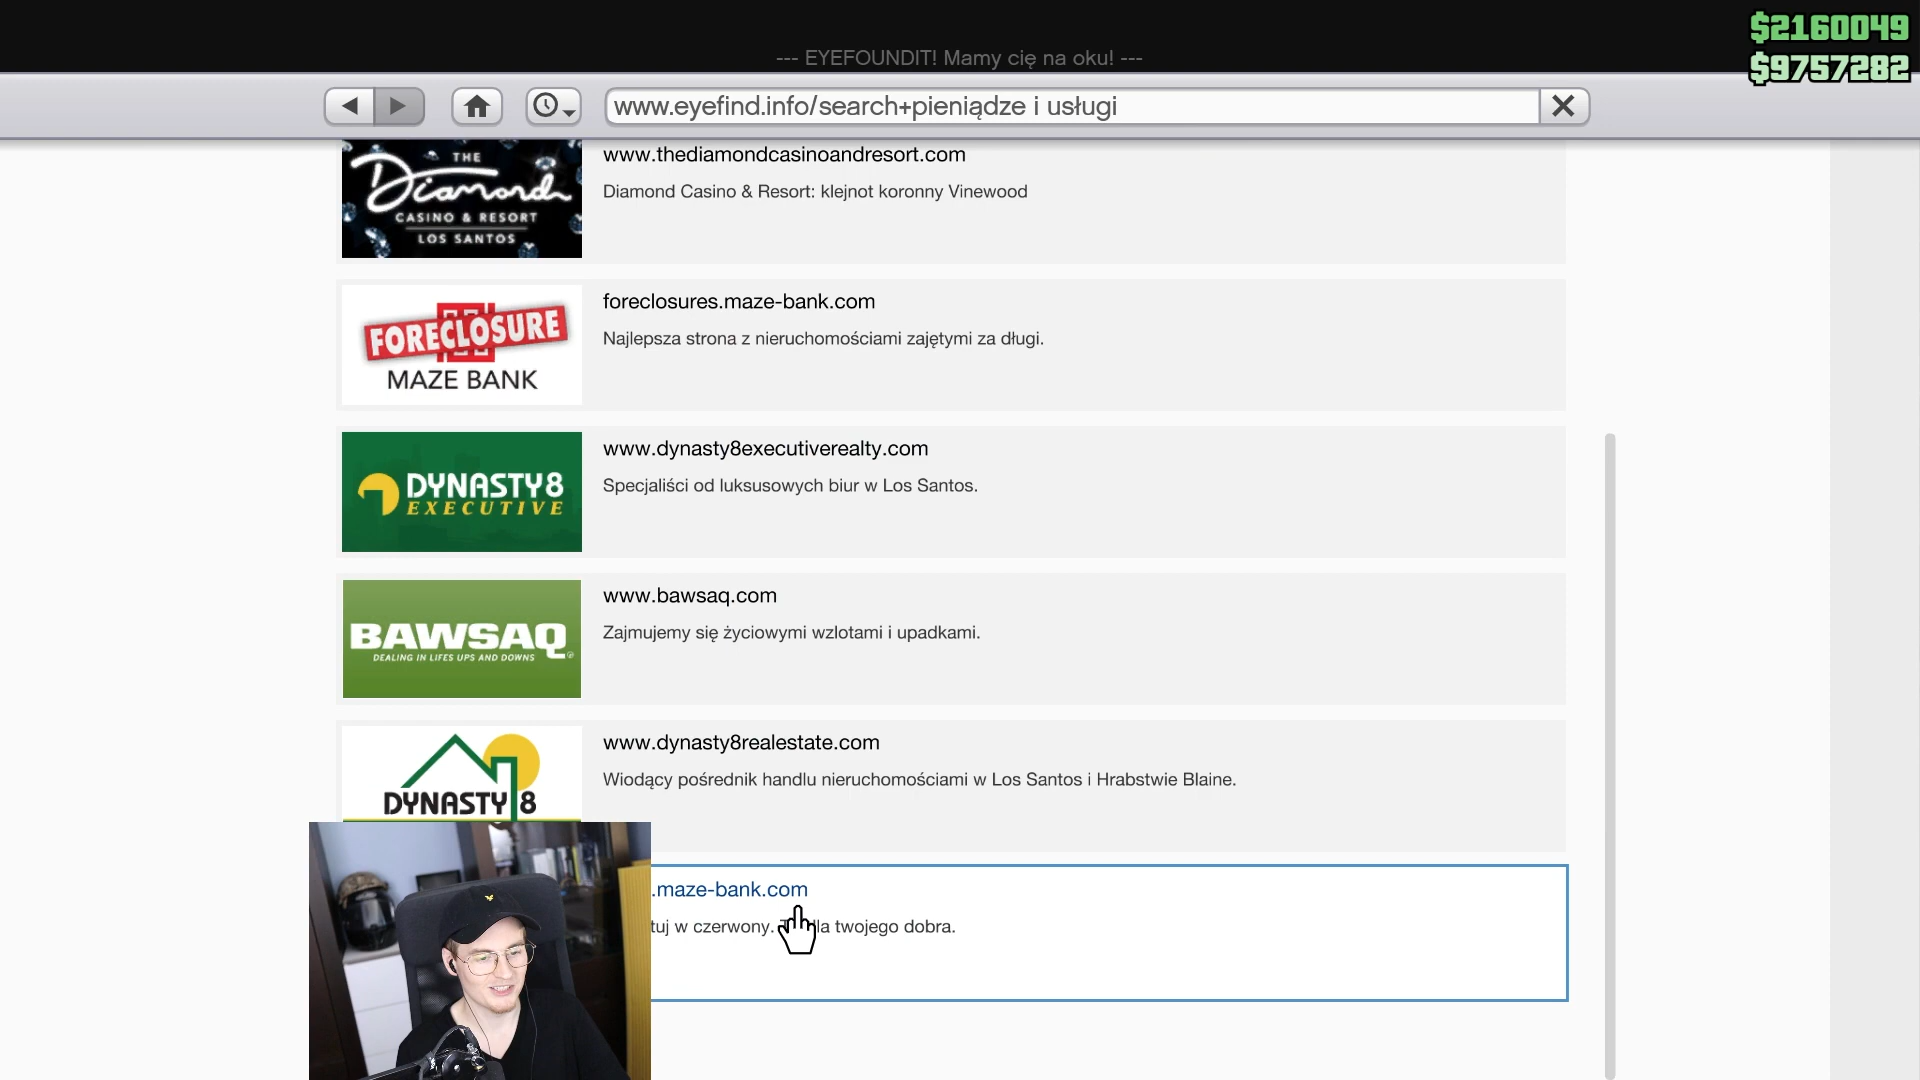 $2160049
--- EYEFOUNDIT! Mamy cię na oku! ---
$9757282
www.eyefind.info/search+pieniądze i usługi
THE
Diamond
CASINO & RESORT
LOS SANTOS
www.thediamondcasinoandresort.com
Diamond Casino & Resort: klejnot koronny Vinewood
FORECLOSURE
MAZE BANK
foreclosures.maze-bank.com
Najlepsza strona z nieruchomościami zajętymi za długi.
DYNASTY8
EXECUTIVE
www.dynasty8executiverealty.com
Specjaliści od luksusowych biur w Los Santos.
BAWSAQ
DEALING IN LIFES UPS AND DOWNS
www.bawsaq.com
Zajmujemy się życiowymi wzlotami i upadkami.
DYNASTY 8
www.dynasty8realestate.com
Wiodący pośrednik handlu nieruchomościami w Los Santos i Hrabstwie Blaine.
.maze-bank.com
tuj w czerwony. dla twojego dobra.